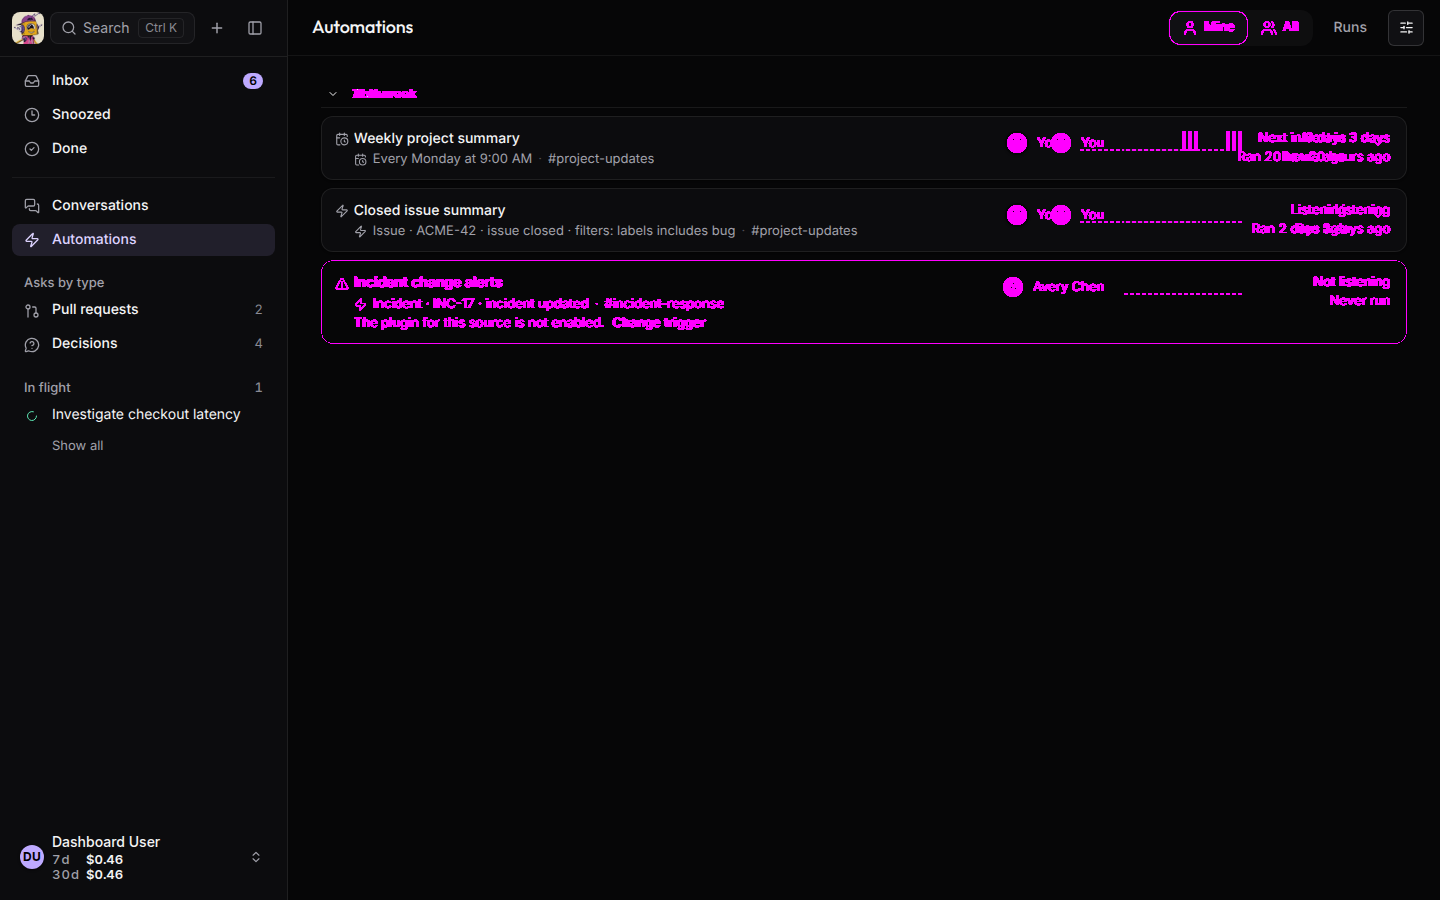 Search Ctrl K
Automations
Mine All Runs
Inbox 6
Snoozed
Done
Conversations
Automations
Asks by type
Pull requests 2
Decisions 4
In flight 1
Investigate checkout latency
Show all
Weekly project summary
Every Monday at 9:00 AM · #project-updates
You
Next 3 days
Closed issue summary
Issue · ACME-42 · issue closed · filters: labels includes bug · #project-updates
You
Incident change alerts
Incident · INC-17 · incident updated · #incident-response
The plugin for this source is not enabled. Change trigger
Avery Chen
Not listening
Never run
Dashboard User
DU
7d $0.46
30d $0.46